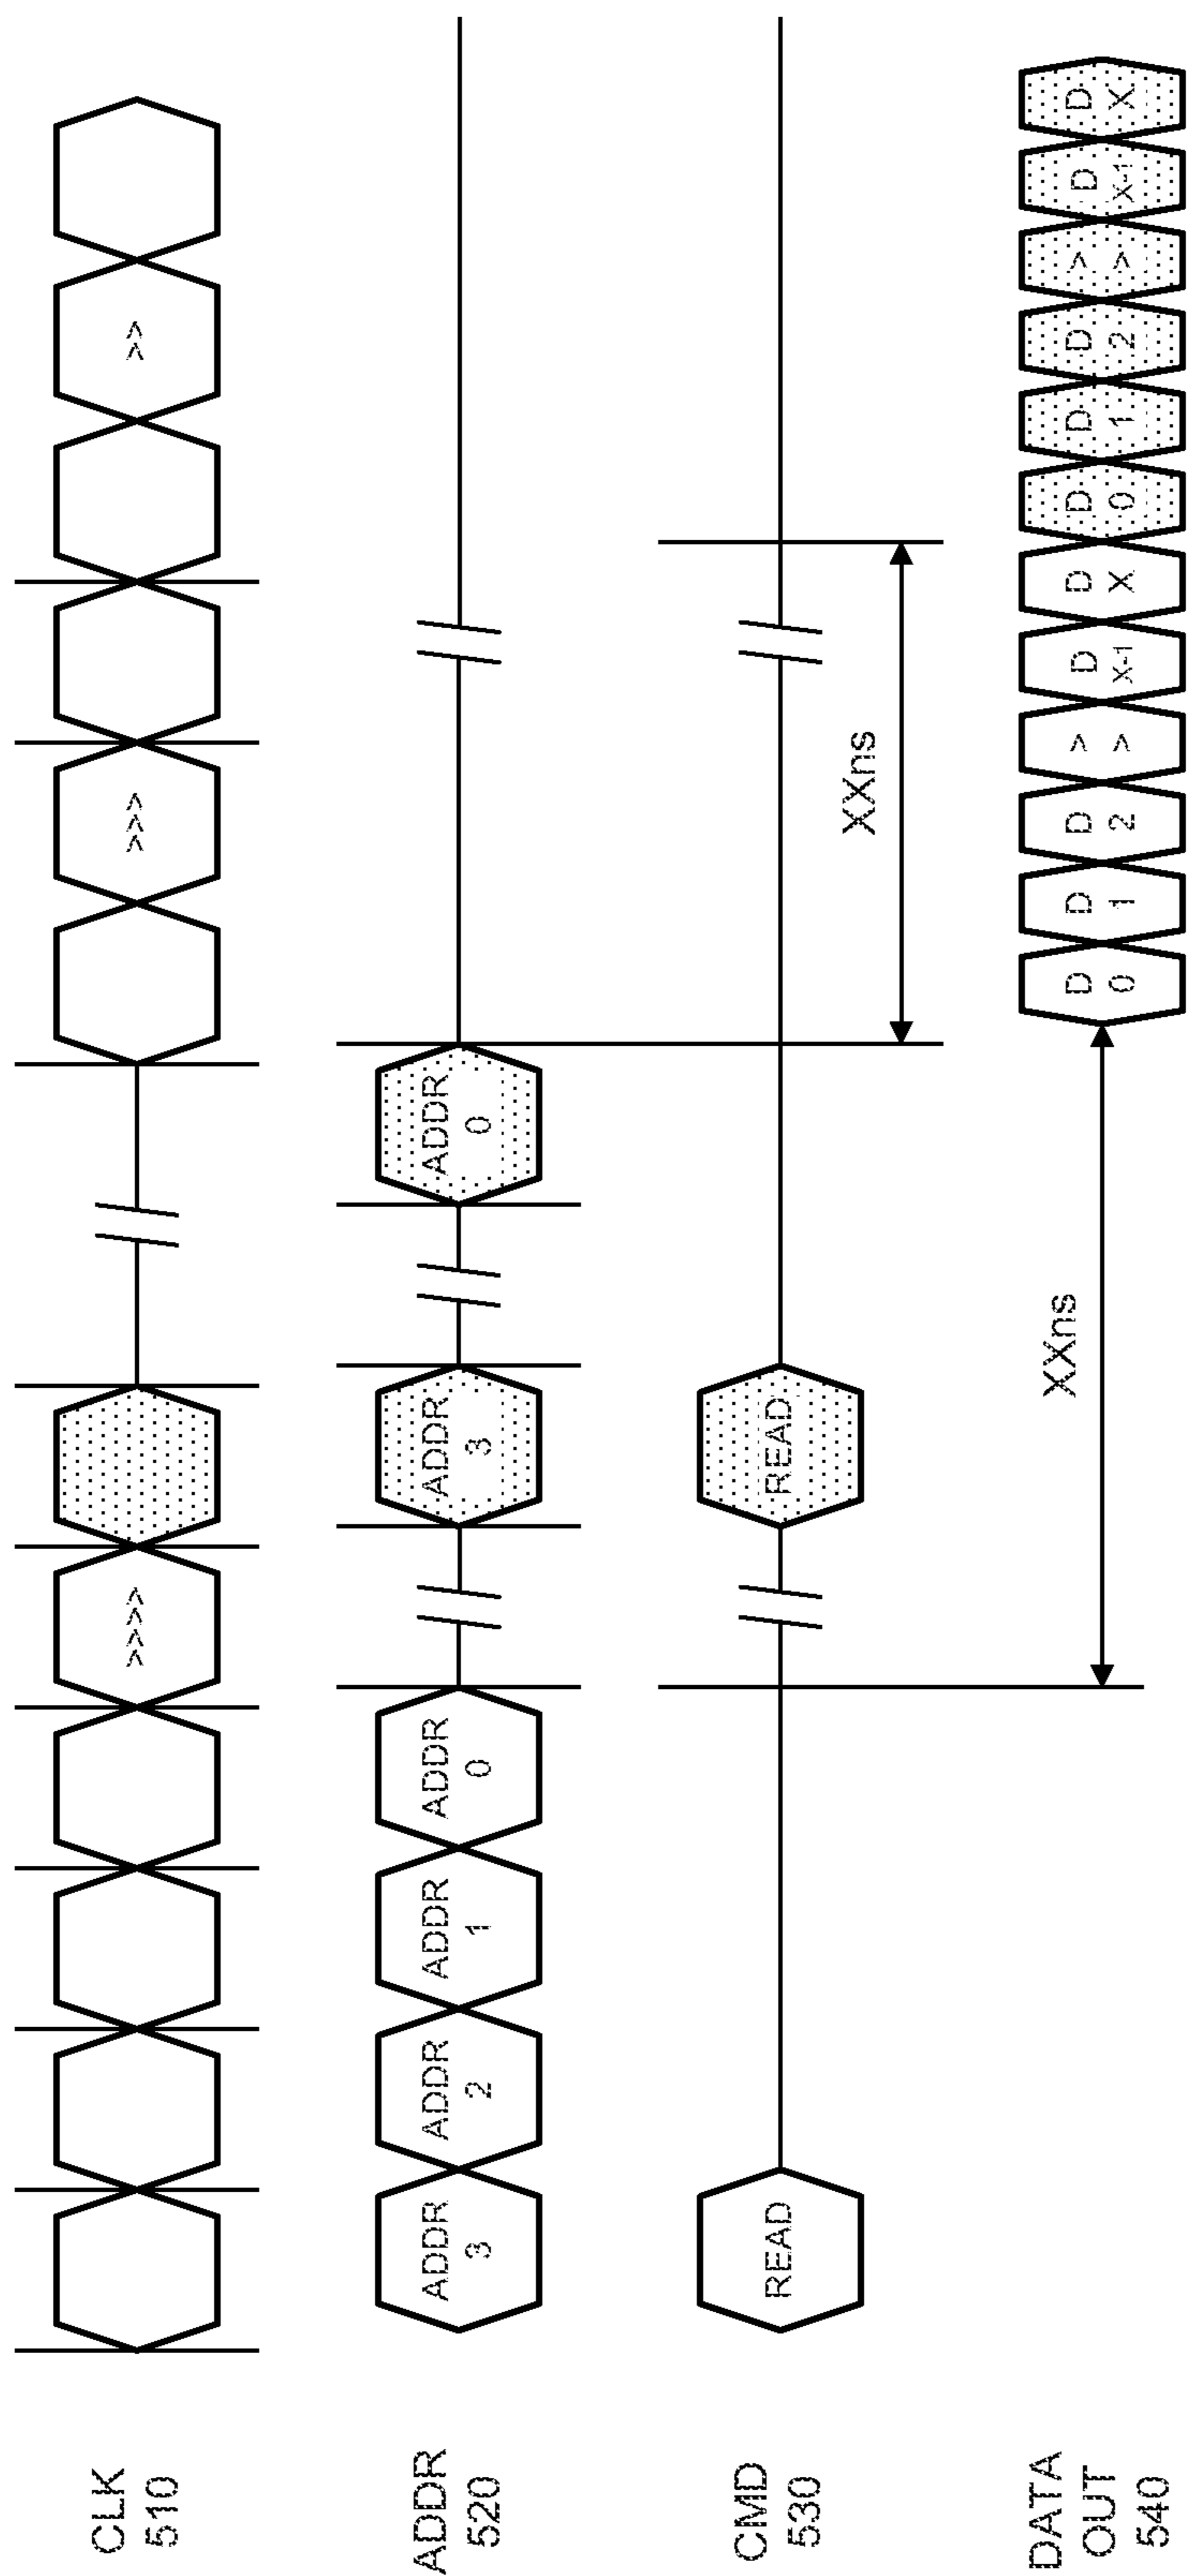 CLK
510
>>>>
>>>
>>
ADDR
520
ADDR
3
ADDR
2
ADDR
1
ADDR
0
ADDR
3
ADDR
0
CMD
530
READ
READ
XXns
XXns
DATA
OUT
540
D
0
D
1
D
2
>
>
D
X-1
D
X
D
0
D
1
D
2
>
>
D
X-1
D
X